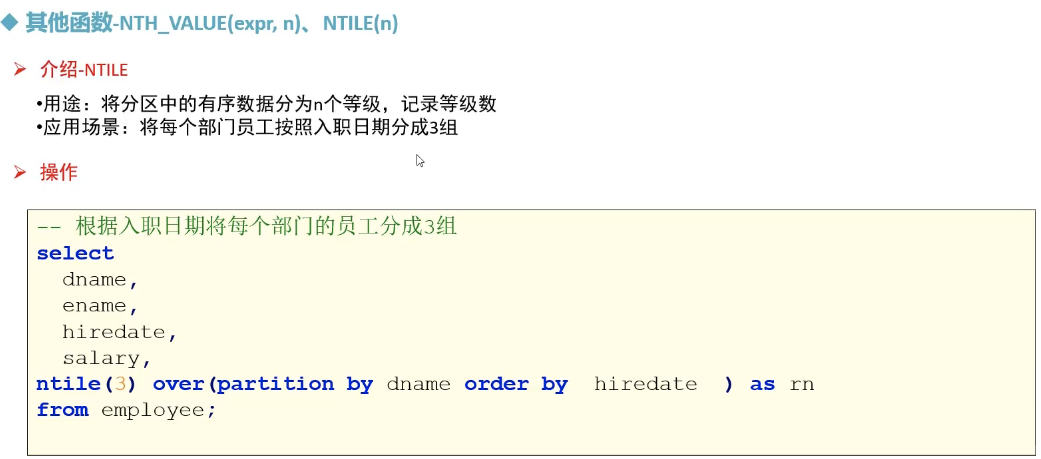 其他函数-NTH_VALUE(expr, n)、NTILE(n)
介绍-NTILE
•用途：将分区中的有序数据分为n个等级，记录等级数
•应用场景：将每个部门员工按照入职日期分成3组
操作
-- 根据入职日期将每个部门的员工分成3组
select
dname,
ename,
hiredate,
salary,
ntile(3) over(partition by dname order by  hiredate  ) as rn
from employee;